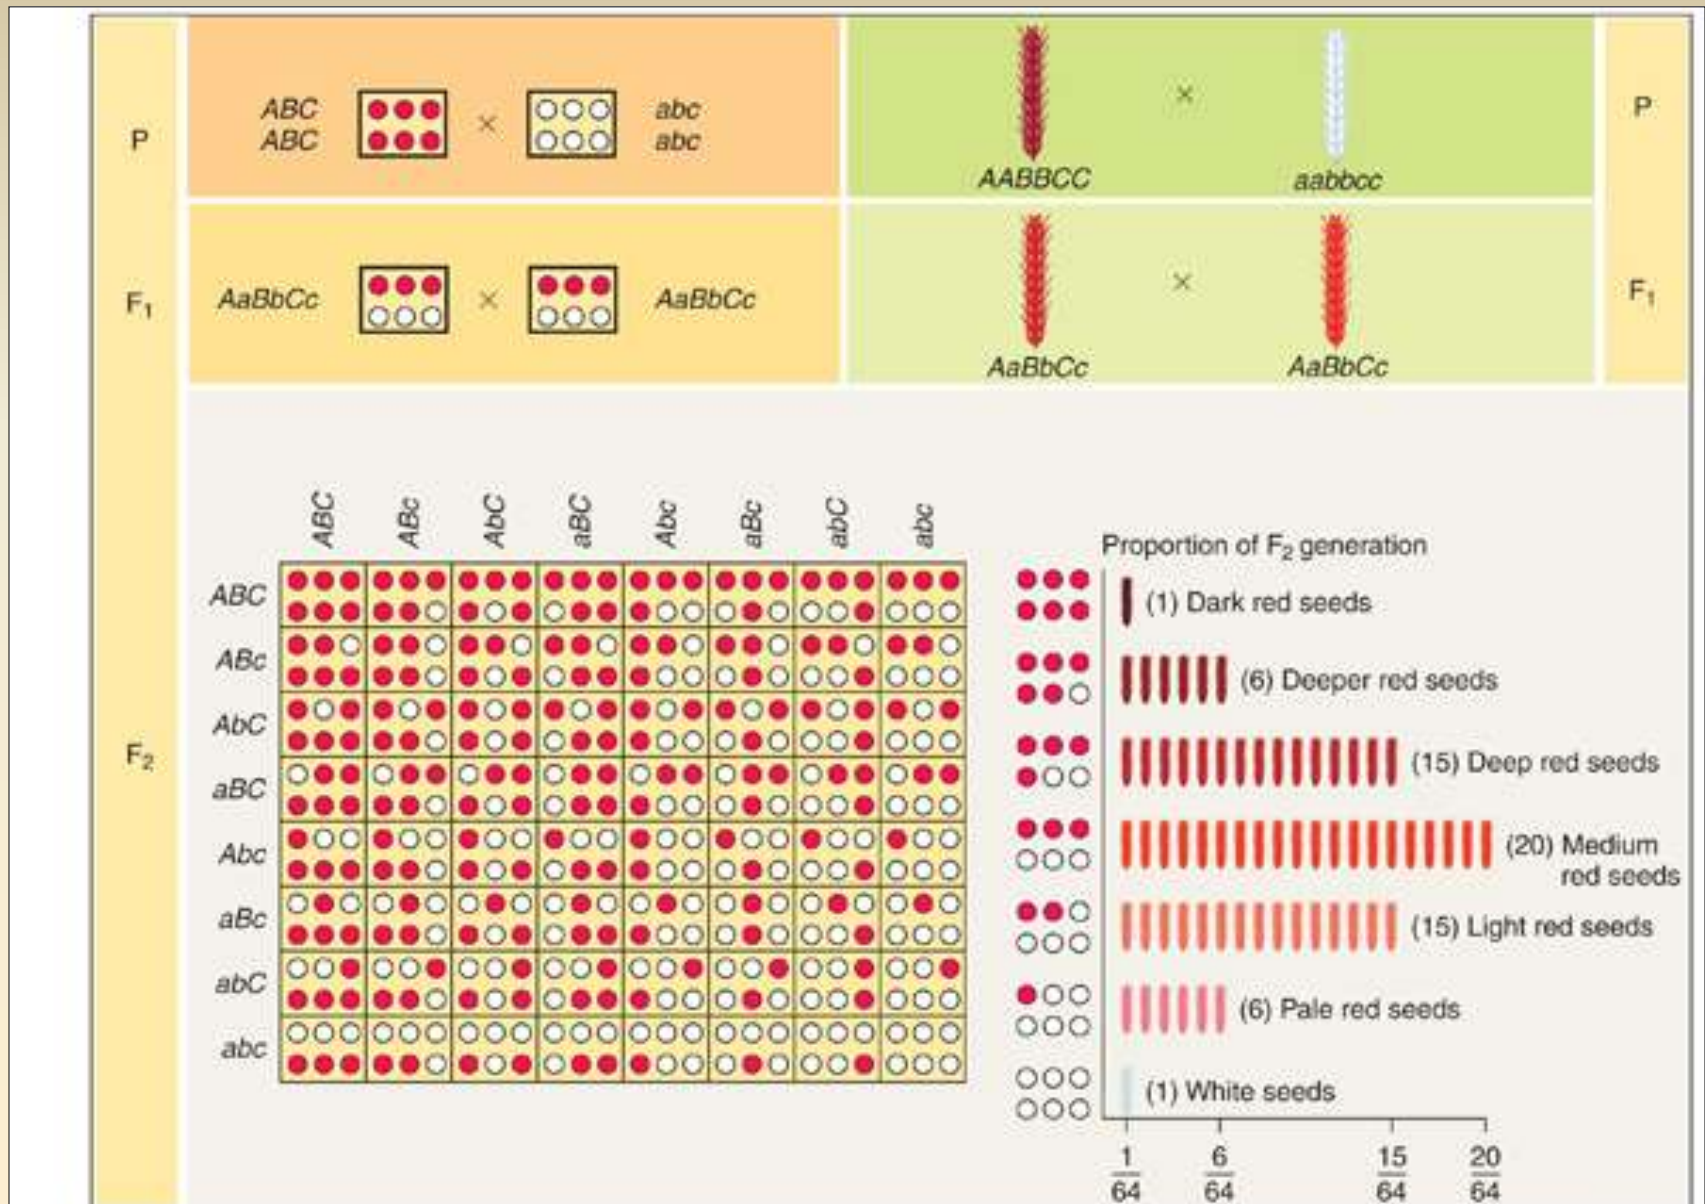 P
ABC
ABC
×
abc
abc
×
AABBCC
aabbcc
P
F₁
AaBbCc
×
AaBbCc
×
AaBbCc
AaBbCc
F₁
F₂
ABC
ABc
AbC
aBC
Abc
aBc
abC
abc
ABC
ABc
AbC
aBC
Abc
aBc
abC
abc
Proportion of F₂ generation
(1) Dark red seeds
(6) Deeper red seeds
(15) Deep red seeds
(20) Medium
red seeds
(15) Light red seeds
(6) Pale red seeds
(1) White seeds
1/64
6/64
15/64
20/64